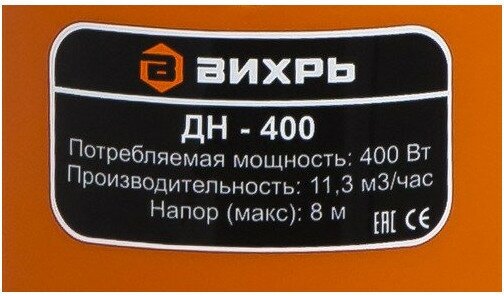 ВИХРЬ
ДН - 400
Потребляемая мощность: 400 Вт
Производительность: 11,3 м3/час
Напор (макс): 8 м
EAC CE